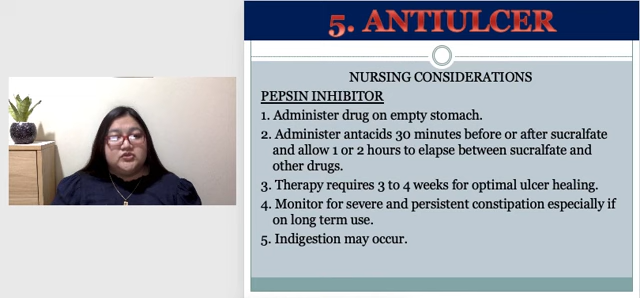 5. ANTIULCER
NURSING CONSIDERATIONS
PEPSIN INHIBITOR
1. Administer drug on empty stomach.
2. Administer antacids 30 minutes before or after sucralfate
and allow 1 or 2 hours to elapse between sucralfate and
other drugs.
3. Therapy requires 3 to 4 weeks for optimal ulcer healing.
4. Monitor for severe and persistent constipation especially if
on long term use.
5. Indigestion may occur.